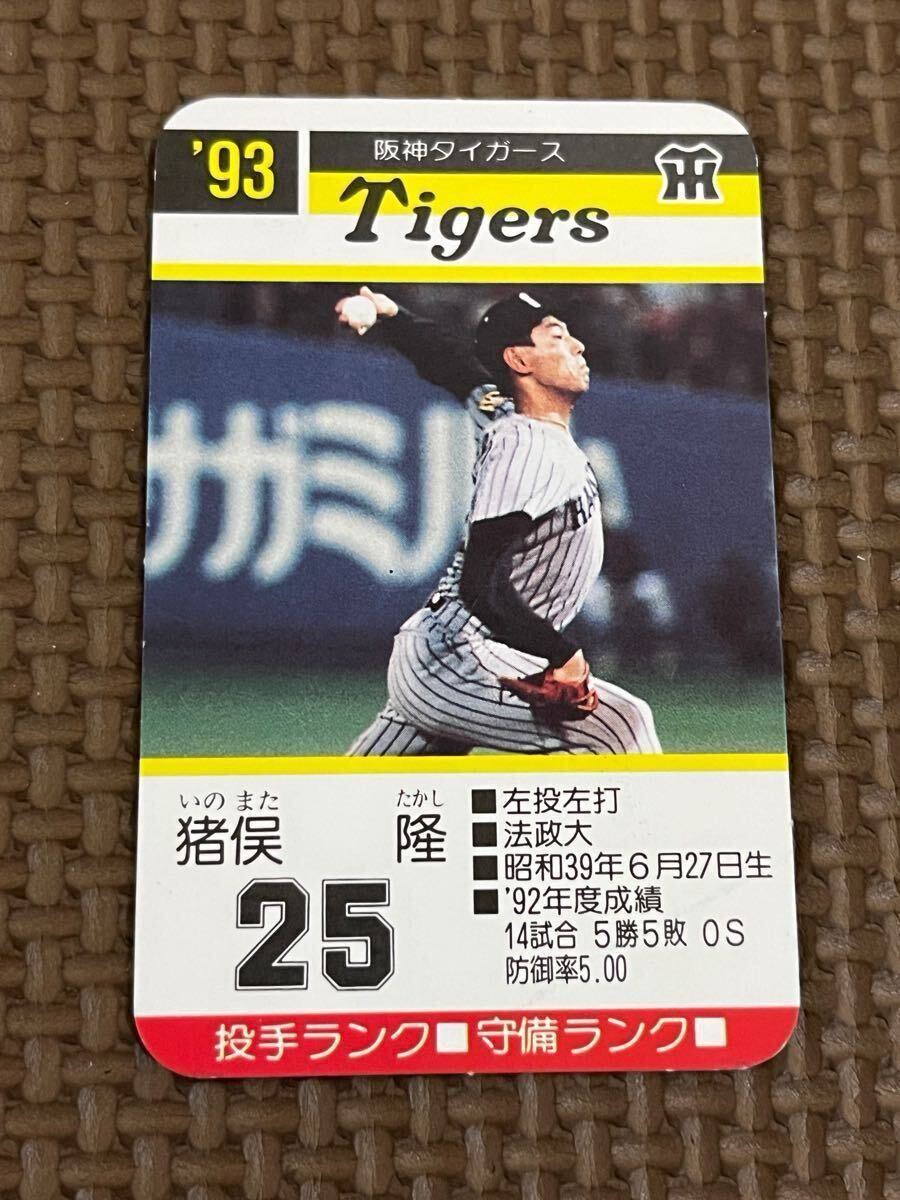 '93
阪神タイガース
Tigers
サガミ
HA
いの また たかし
猪俣 隆
25
■左投左打
■法政大
■昭和39年6月27日生
■'92年度成績
14試合 5勝5敗 0S
防御率5.00
投手ランク□守備ランク□